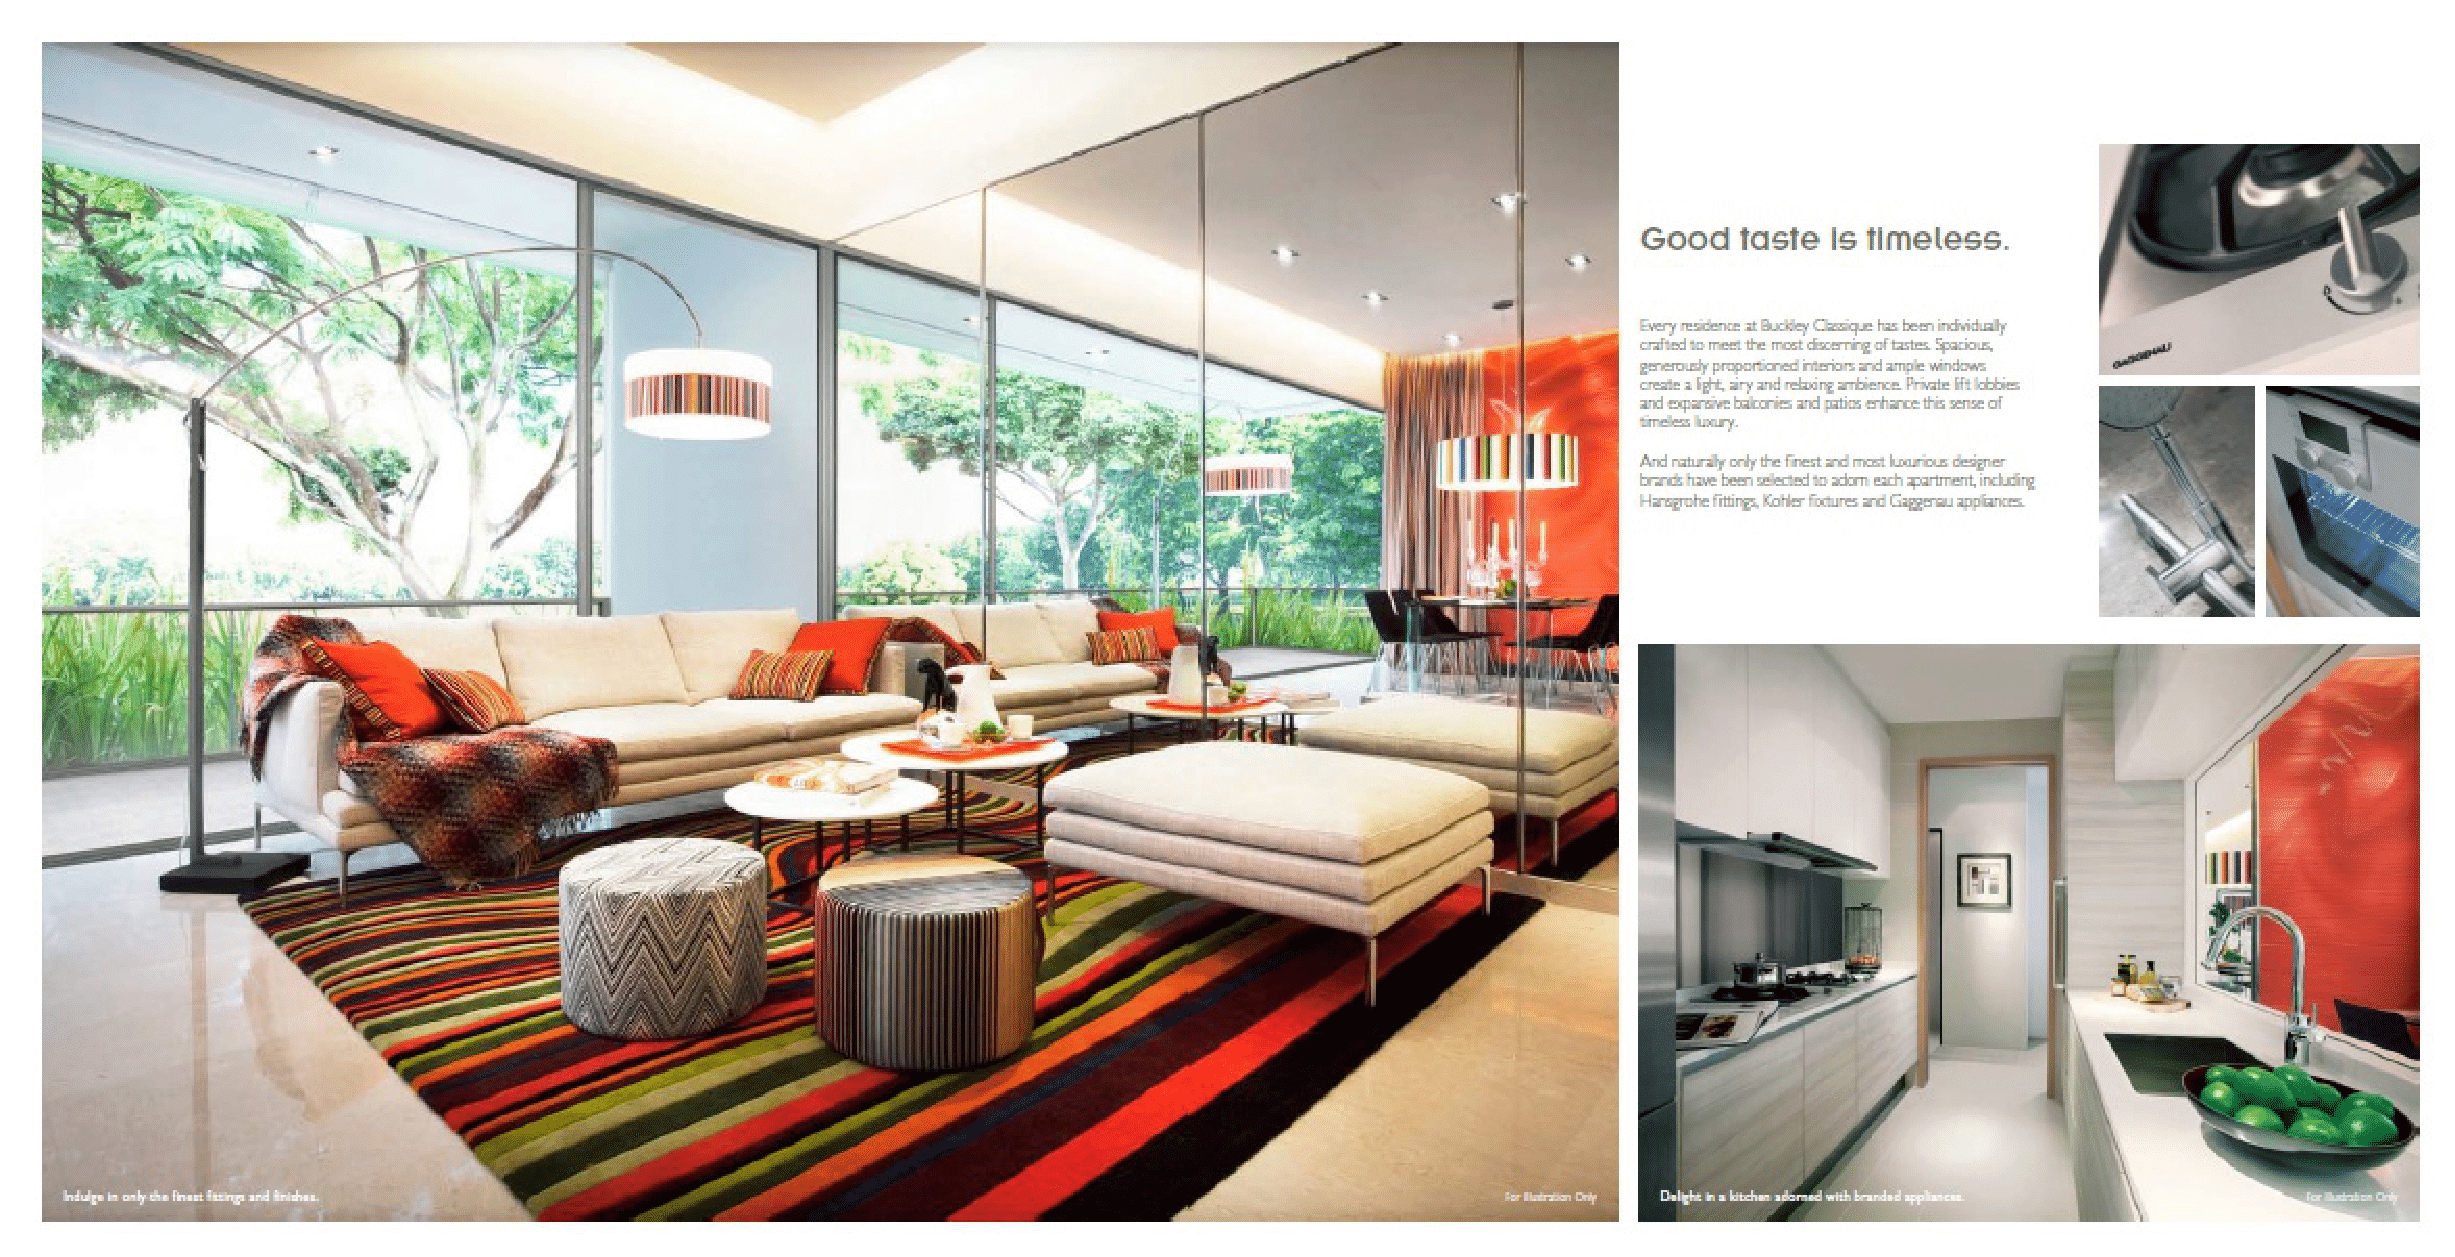 Good taste is timeless.
Every residence at Buckley Classique has been individually
crafted to meet the most discerning of tastes. Spacious,
generously proportioned interiors and ample windows
create a light, airy and relaxing ambience. Private lift lobbies
and expansive balconies and patios enhance this sense of
timeless luxury.
And naturally only the finest and most luxurious designer
brands have been selected to adorn each apartment, including
Hansgrohe fittings, Kohler fixtures and Gaggenau appliances.
GAGGENAU
Indulge in only the finest fittings and finishes.
For Illustration Only
Delight in a kitchen adorned with branded appliances.
For Illustration Only